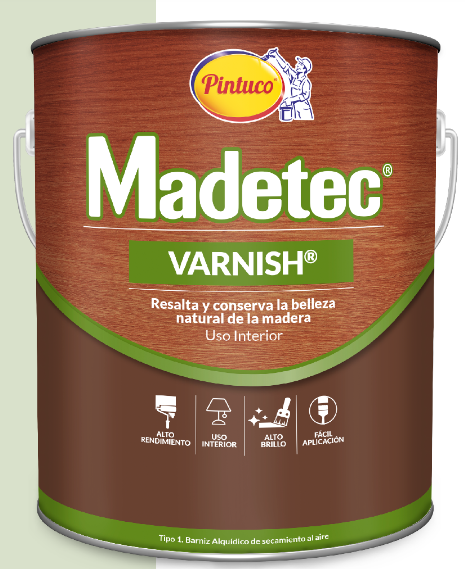 Pintuco
Madetec®
VARNISH®
Resalta y conserva la belleza
natural de la madera
Uso Interior
ALTO
RENDIMIENTO
USO
INTERIOR
ALTO
BRILLO
FÁCIL
APLICACIÓN
Tipo 1. Barniz Alquídico de secamiento al aire